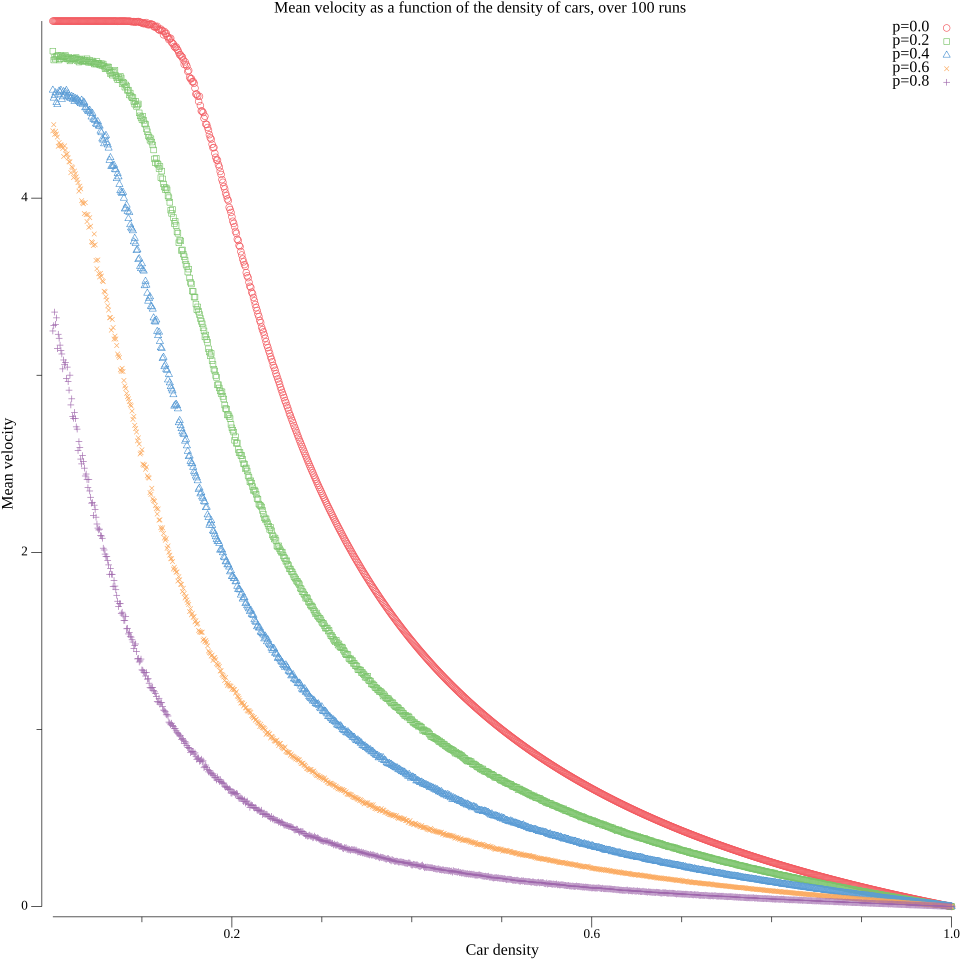 Mean velocity as a function of the density of cars, over 100 runs
p=0.0
p=0.2
p=0.4
p=0.6
p=0.8
4
2
0
Mean velocity
0.2
0.6
1.0
Car density